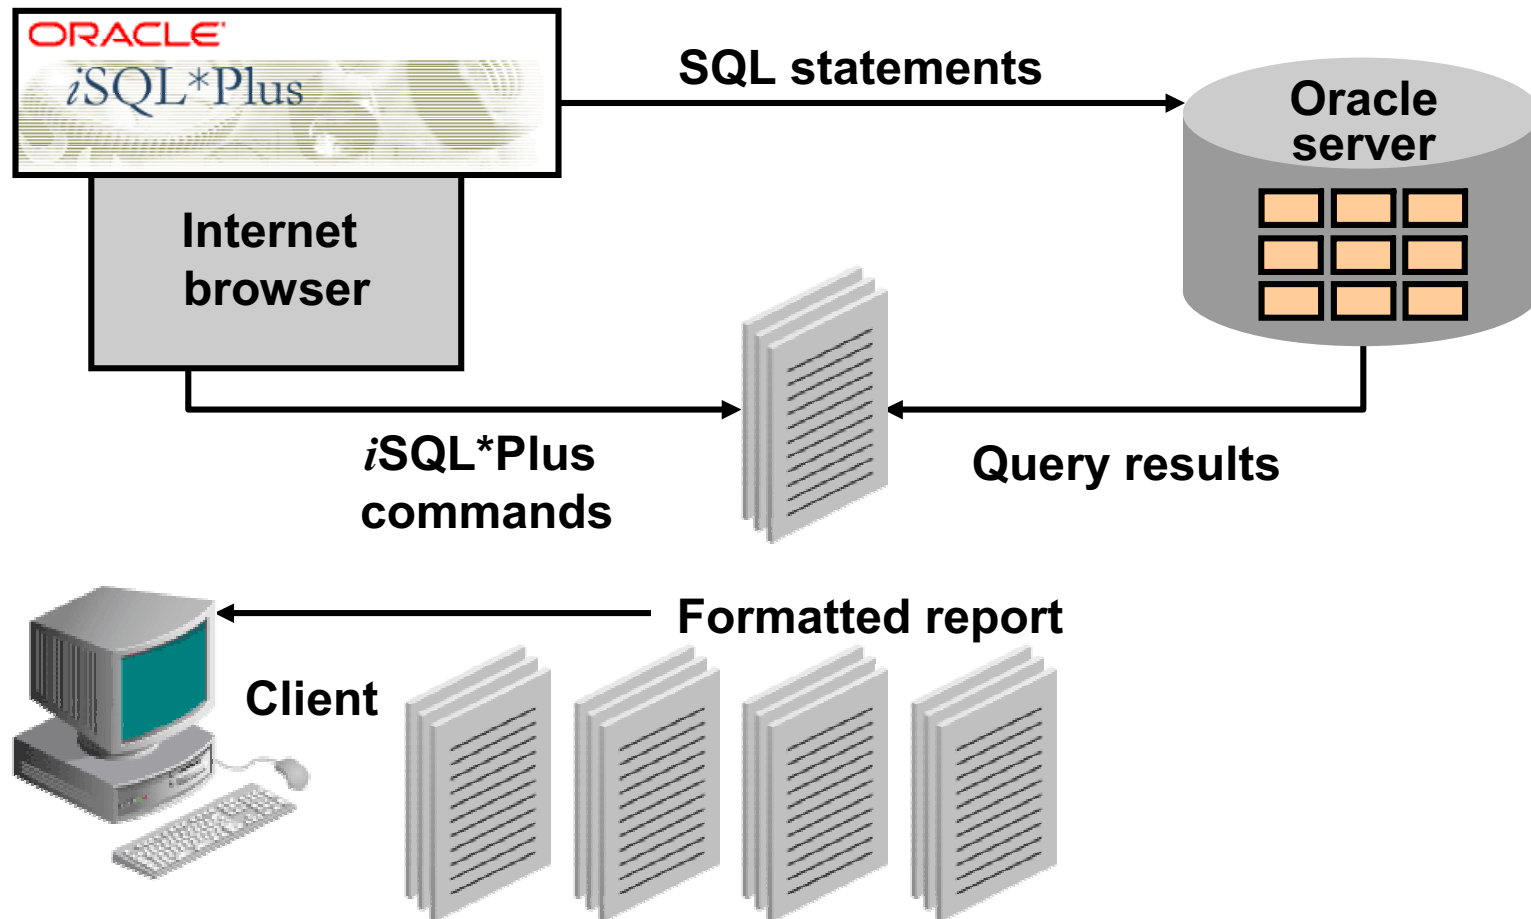 ORACLE
iSQL*Plus
SQL statements
Oracle
server
Internet
browser
iSQL*Plus
commands
Query results
Formatted report
Client